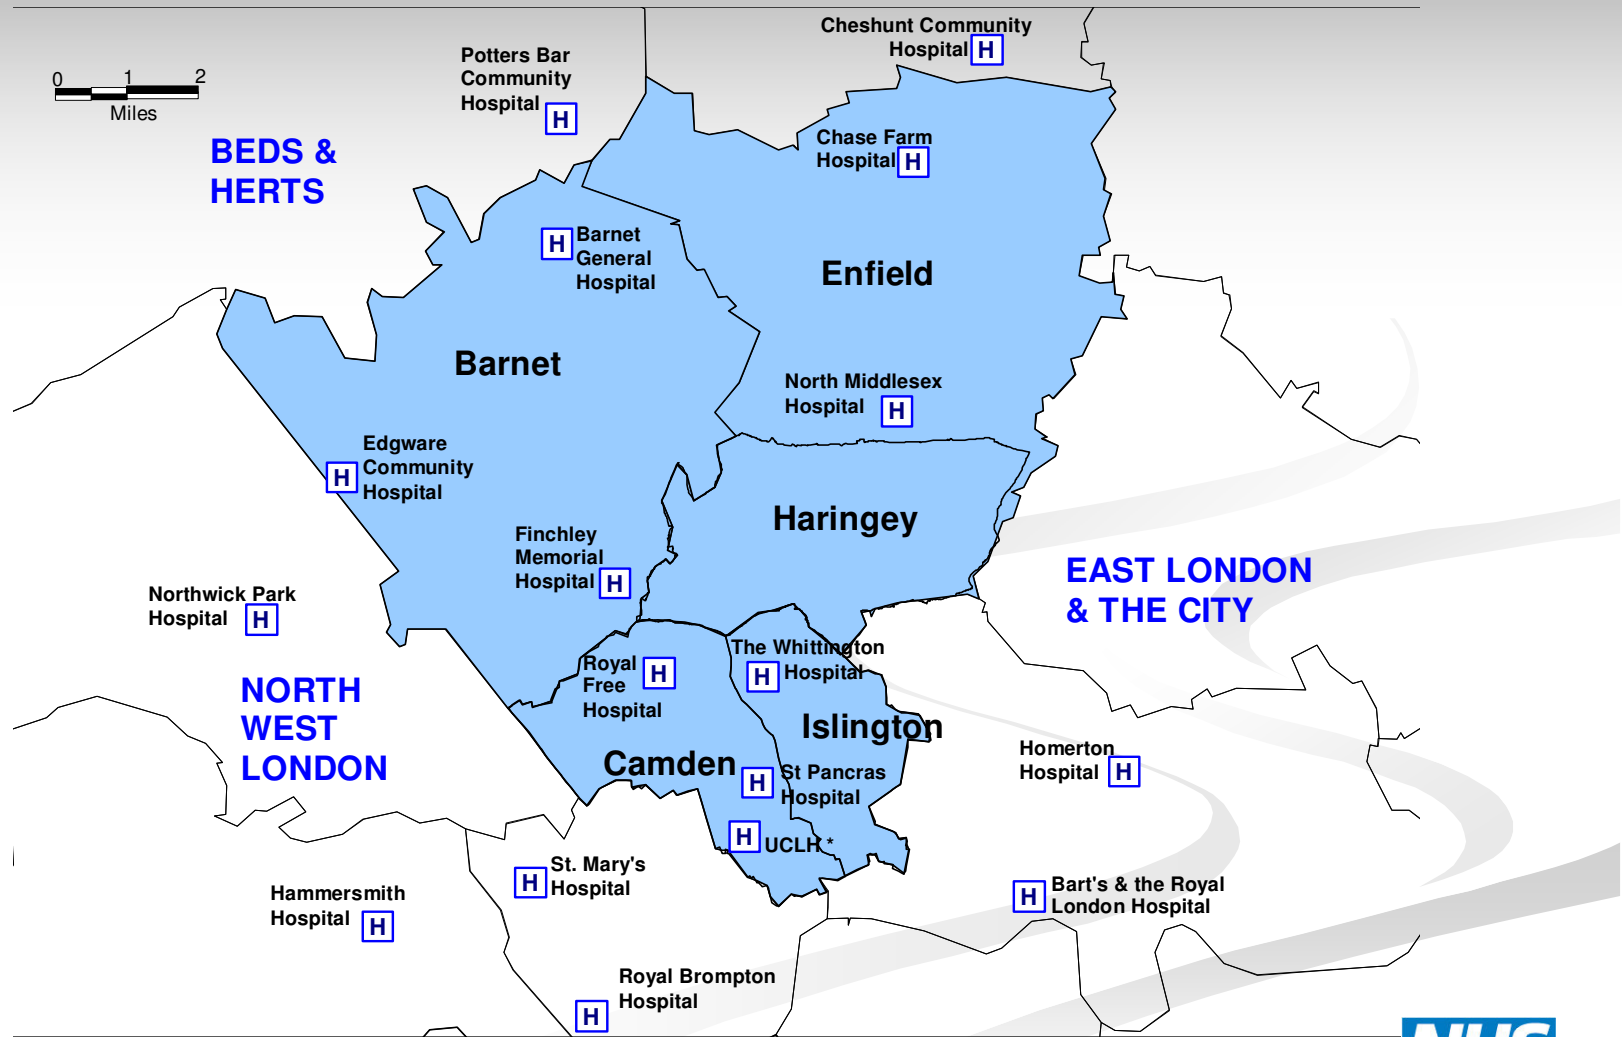 Cheshunt Community
Hospital
H
Potters Bar
Community
Hospital
H
0 1 2
Miles
BEDS &
HERTS
Chase Farm
Hospital
H
Barnet
General
Hospital
H
Enfield
Barnet
North Middlesex
Hospital
H
Edgware
Community
Hospital
H
Haringey
Finchley
Memorial
Hospital
H
EAST LONDON
& THE CITY
Northwick Park
Hospital
H
The Whittington
Hospital
H
Royal
Free
Hospital
H
NORTH
WEST
LONDON
Islington
Camden
Homerton
Hospital
H
St Pancras
Hospital
H
UCLH *
H
St. Mary's
Hospital
H
Hammersmith
Hospital
H
Bart's & the Royal
London Hospital
H
Royal Brompton
Hospital
H
NHS